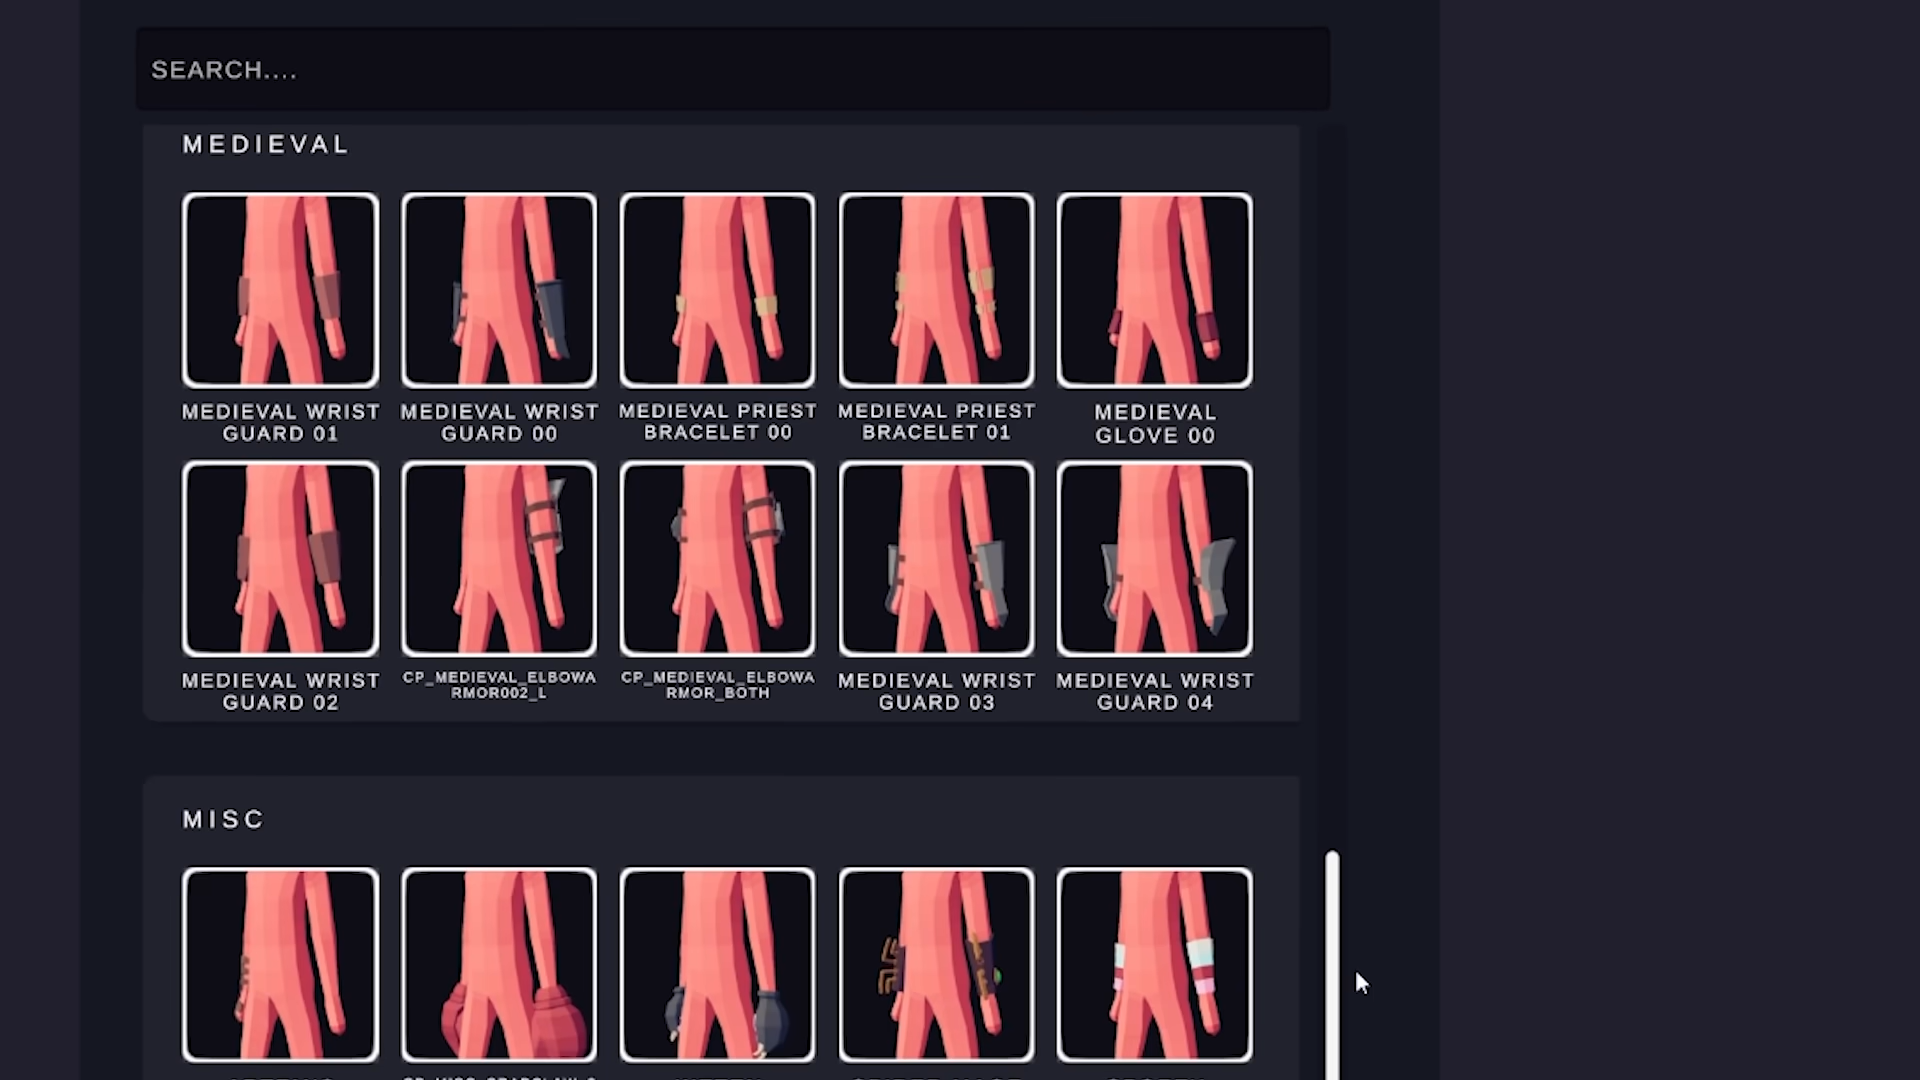 SEARCH....
MEDIEVAL
MEDIEVAL WRIST
GUARD 01
MEDIEVAL WRIST
GUARD 00
MEDIEVAL PRIEST
BRACELET 00
MEDIEVAL PRIEST
BRACELET 01
MEDIEVAL
GLOVE 00
MEDIEVAL WRIST
GUARD 02
CP_MEDIEVAL_ELBOWA
RMOR002_L
CP_MEDIEVAL_ELBOWA
RMOR_BOTH
MEDIEVAL WRIST
GUARD 03
MEDIEVAL WRIST
GUARD 04
MISC